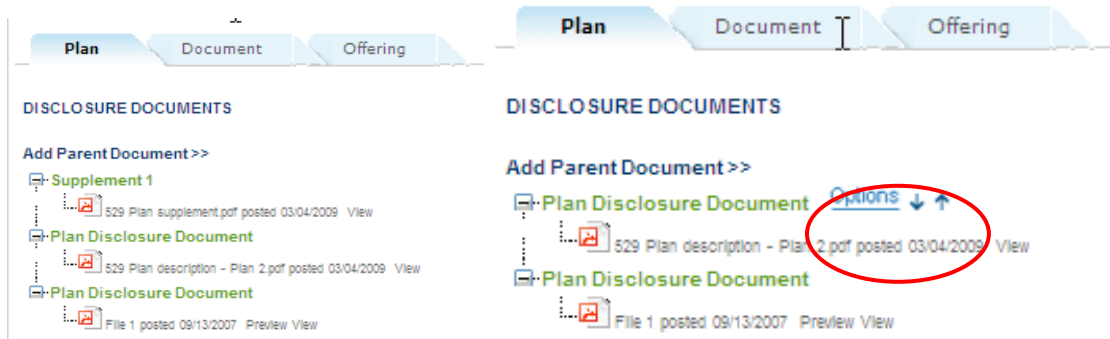 Plan Document Offering
DISCLOSURE DOCUMENTS
Add Parent Document >>
Supplement 1
529 Plan supplement.pdf posted 03/04/2009 View
Plan Disclosure Document
529 Plan description - Plan 2.pdf posted 03/04/2009 View
Plan Disclosure Document
File 1 posted 09/13/2007 Preview View
Plan Document Offering
DISCLOSURE DOCUMENTS
Add Parent Document >>
Plan Disclosure Document Options
529 Plan description - Plan 2.pdf posted 03/04/2009 View
Plan Disclosure Document
File 1 posted 09/13/2007 Preview View